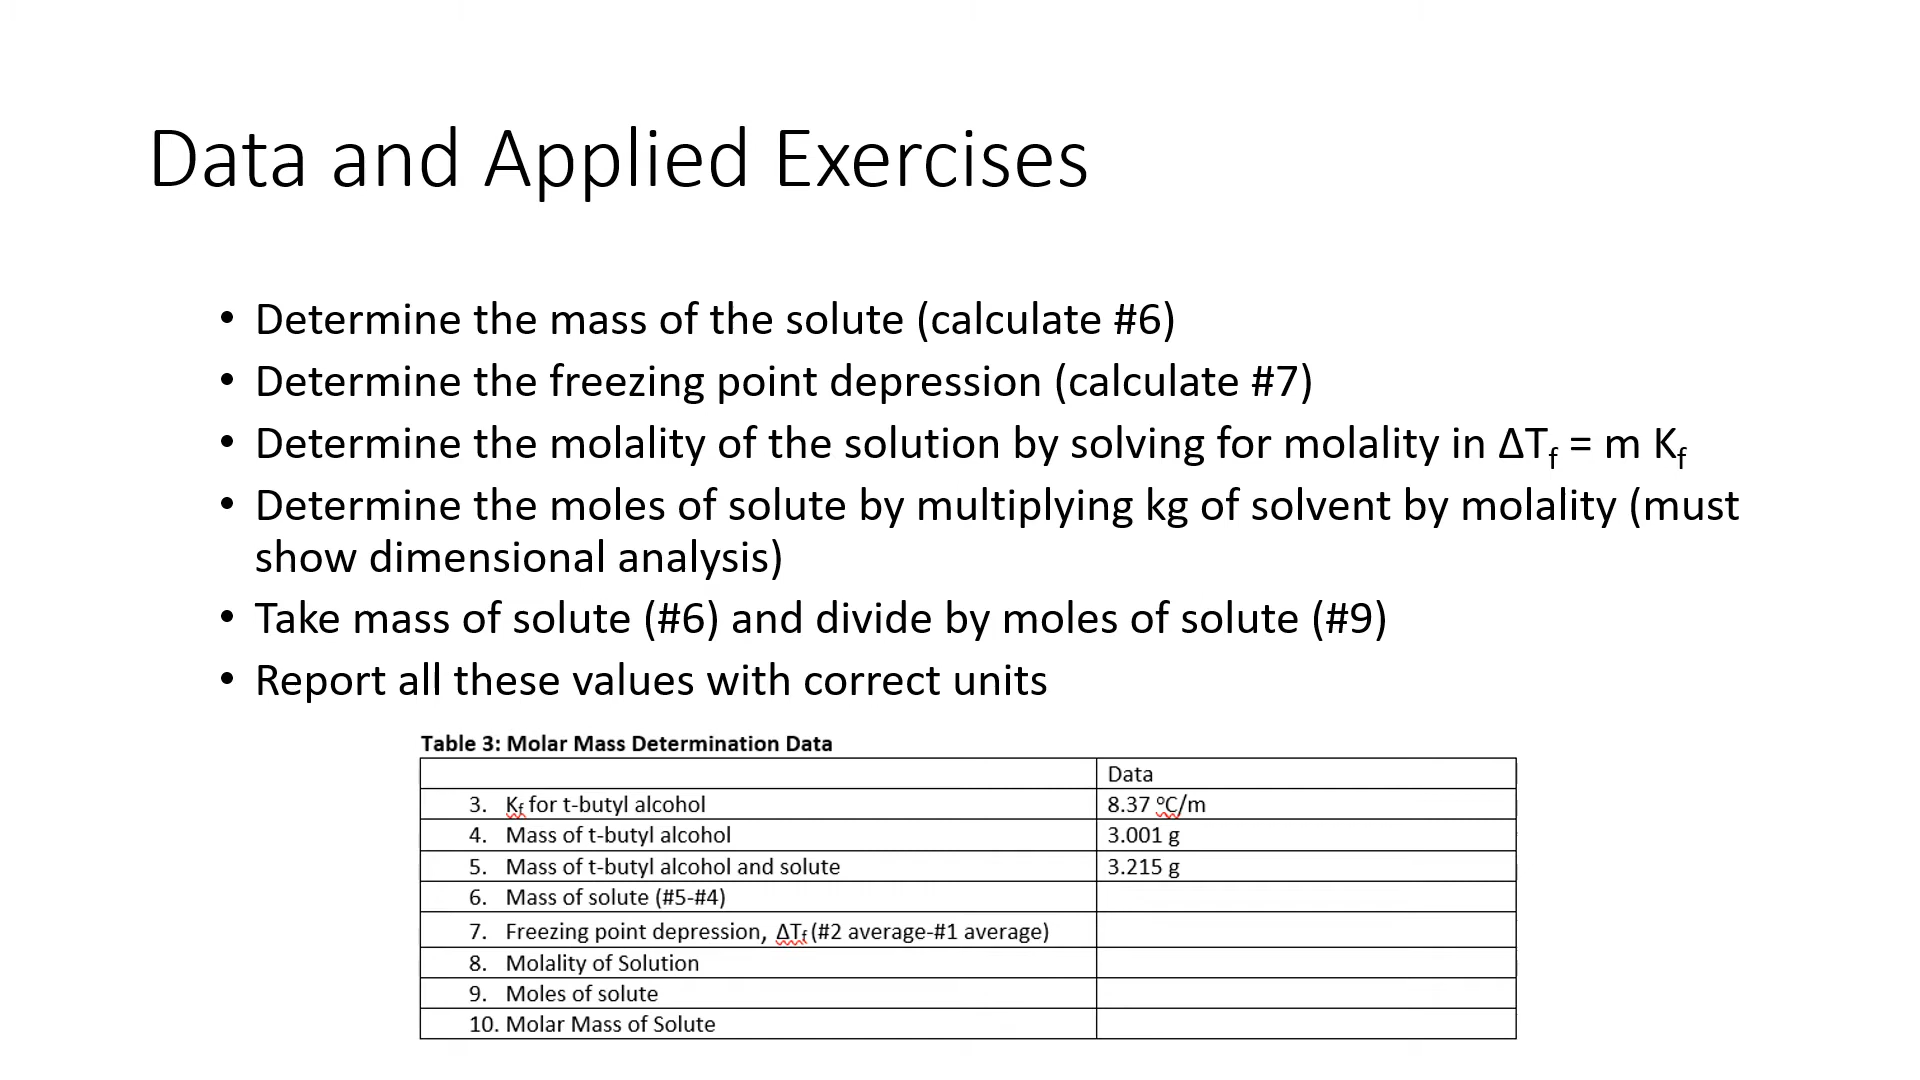 Data and Applied Exercises
• Determine the mass of the solute (calculate #6)
• Determine the freezing point depression (calculate #7)
• Determine the molality of the solution by solving for molality in ΔTf = m Kf
• Determine the moles of solute by multiplying kg of solvent by molality (must
show dimensional analysis)
• Take mass of solute (#6) and divide by moles of solute (#9)
• Report all these values with correct units
Table 3: Molar Mass Determination Data
Data
3. Kf for t-butyl alcohol 8.37 °C/m
4. Mass of t-butyl alcohol 3.001 g
5. Mass of t-butyl alcohol and solute 3.215 g
6. Mass of solute (#5-#4)
7. Freezing point depression, ΔTf (#2 average-#1 average)
8. Molality of Solution
9. Moles of solute
10. Molar Mass of Solute